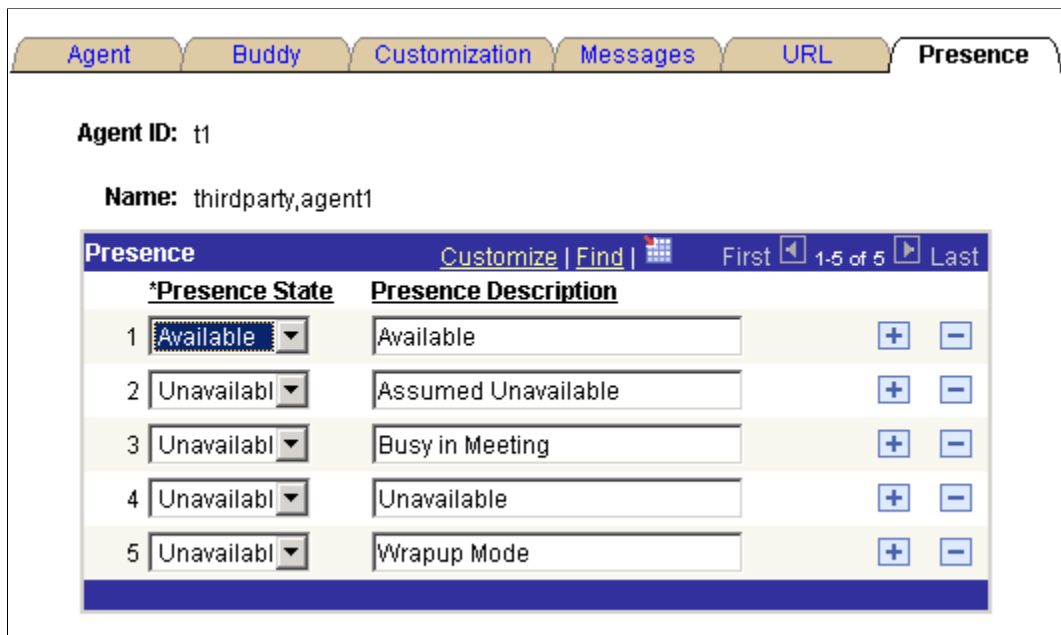 Agent Buddy Customization Messages URL Presence
Agent ID: t1
Name: thirdparty,agent1
Presence Customize | Find | First 1-5 of 5 Last
*Presence State Presence Description
1 Available Available
2 Unavailabl Assumed Unavailable
3 Unavailabl Busy in Meeting
4 Unavailabl Unavailable
5 Unavailabl Wrapup Mode